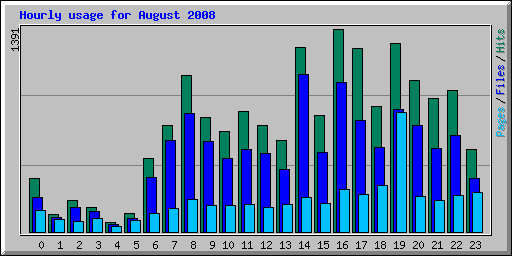 Hourly usage for August 2008
1391
Pages / Files / Hits
0 1 2 3 4 5 6 7 8 9 10 11 12 13 14 15 16 17 18 19 20 21 22 23